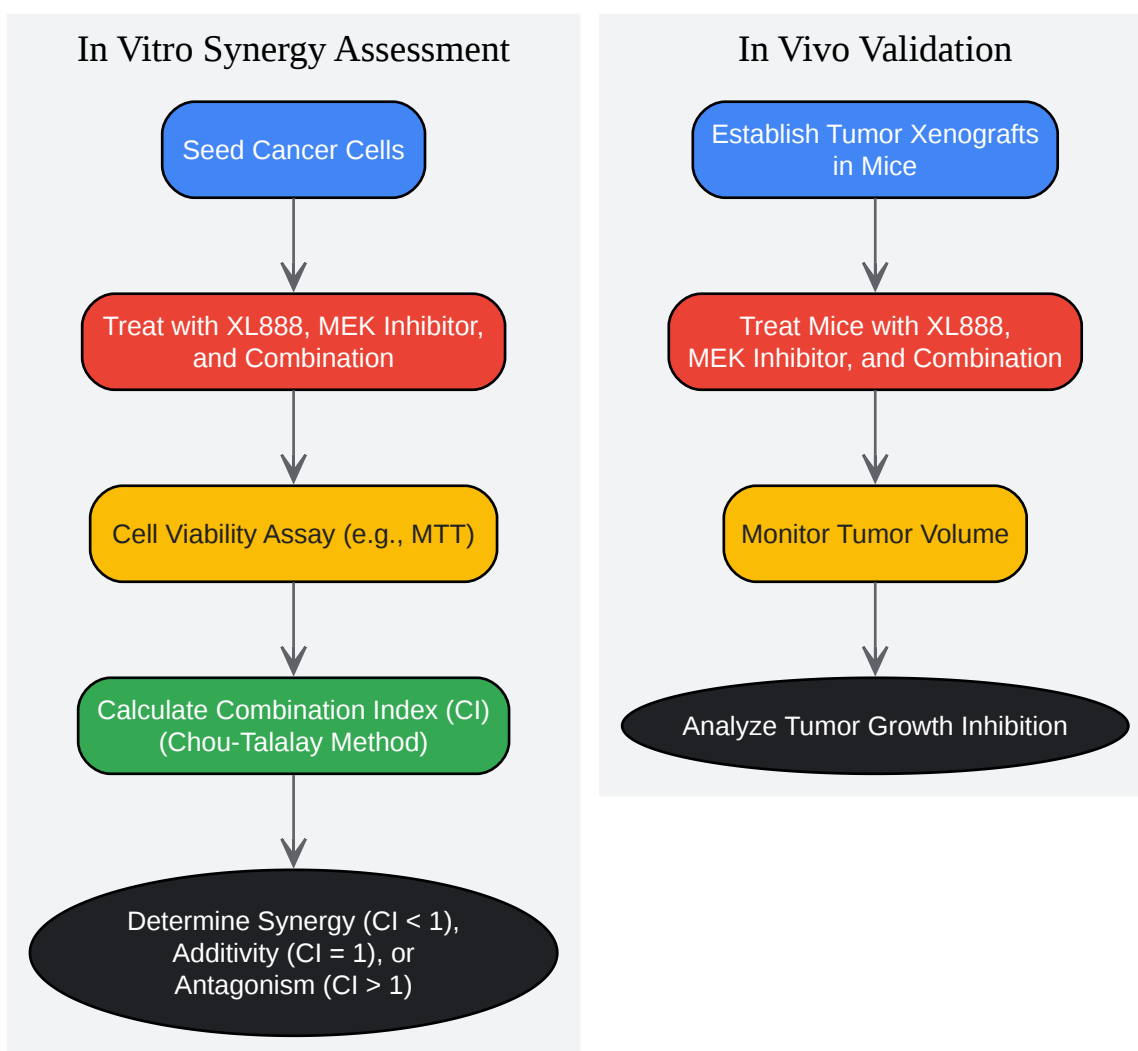 In Vitro Synergy Assessment
Seed Cancer Cells
Treat with XL888, MEK Inhibitor,
and Combination
Cell Viability Assay (e.g., MTT)
Calculate Combination Index (CI)
(Chou-Talalay Method)
Determine Synergy (CI < 1),
Additivity (CI = 1), or
Antagonism (CI > 1)
In Vivo Validation
Establish Tumor Xenografts
in Mice
Treat Mice with XL888,
MEK Inhibitor, and Combination
Monitor Tumor Volume
Analyze Tumor Growth Inhibition